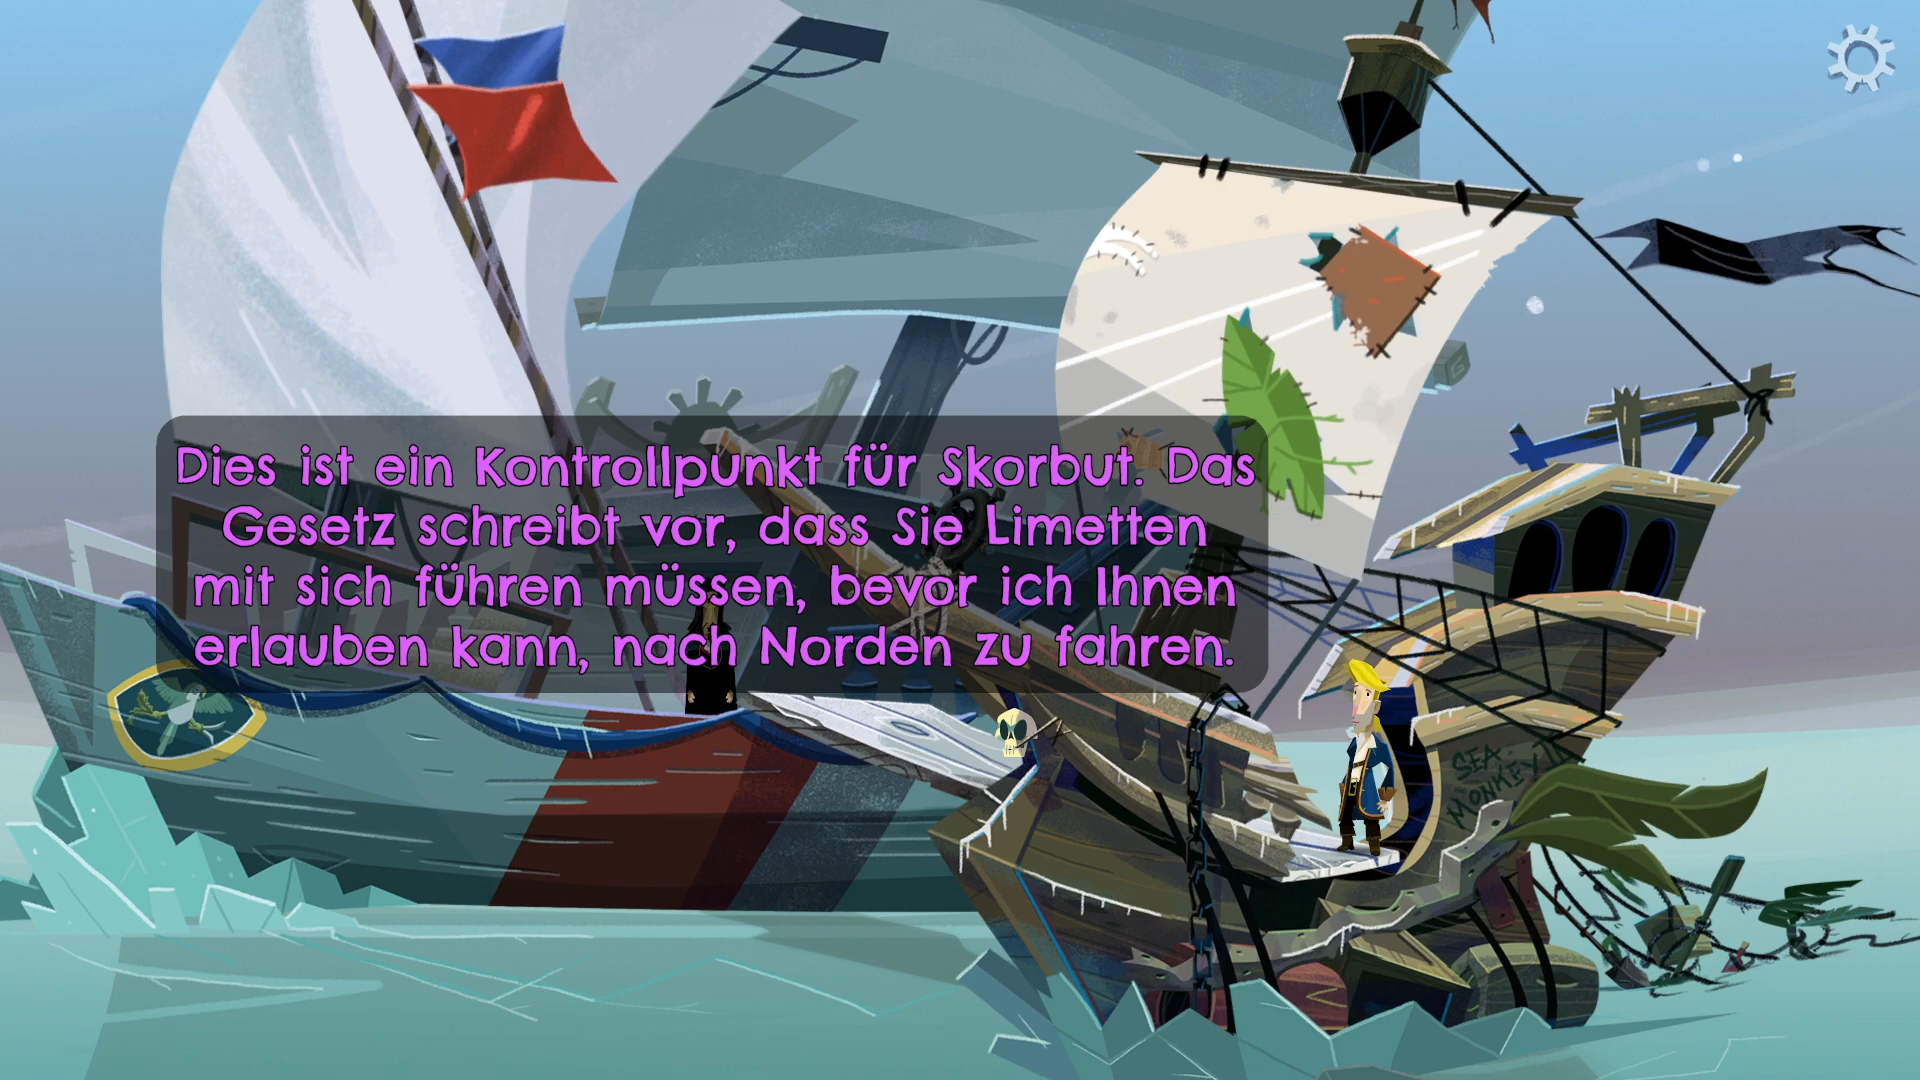 Dies ist ein Kontrollpunkt für Skorbut. Das
Gesetz schreibt vor, dass Sie Limetten
mit sich führen müssen, bevor ich Ihnen
erlauben kann, nach Norden zu fahren.
SEA
MONKEY II